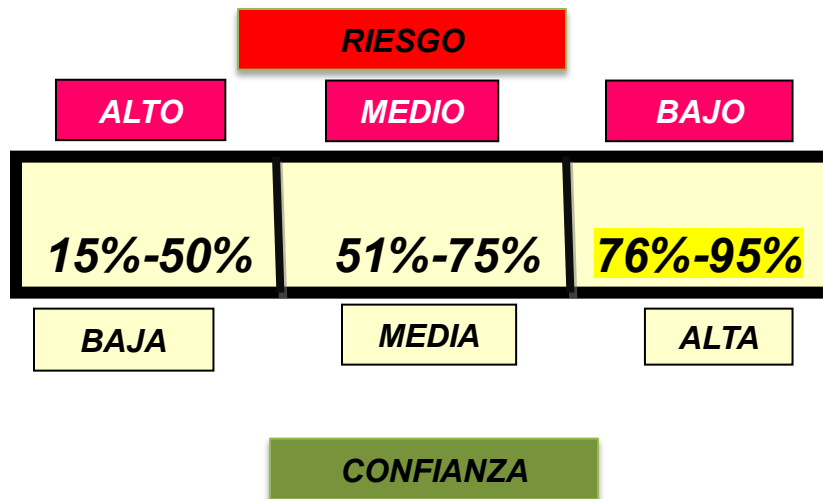 RIESGO
ALTO MEDIO BAJO
15%-50% 51%-75% 76%-95%
BAJA MEDIA ALTA
CONFIANZA